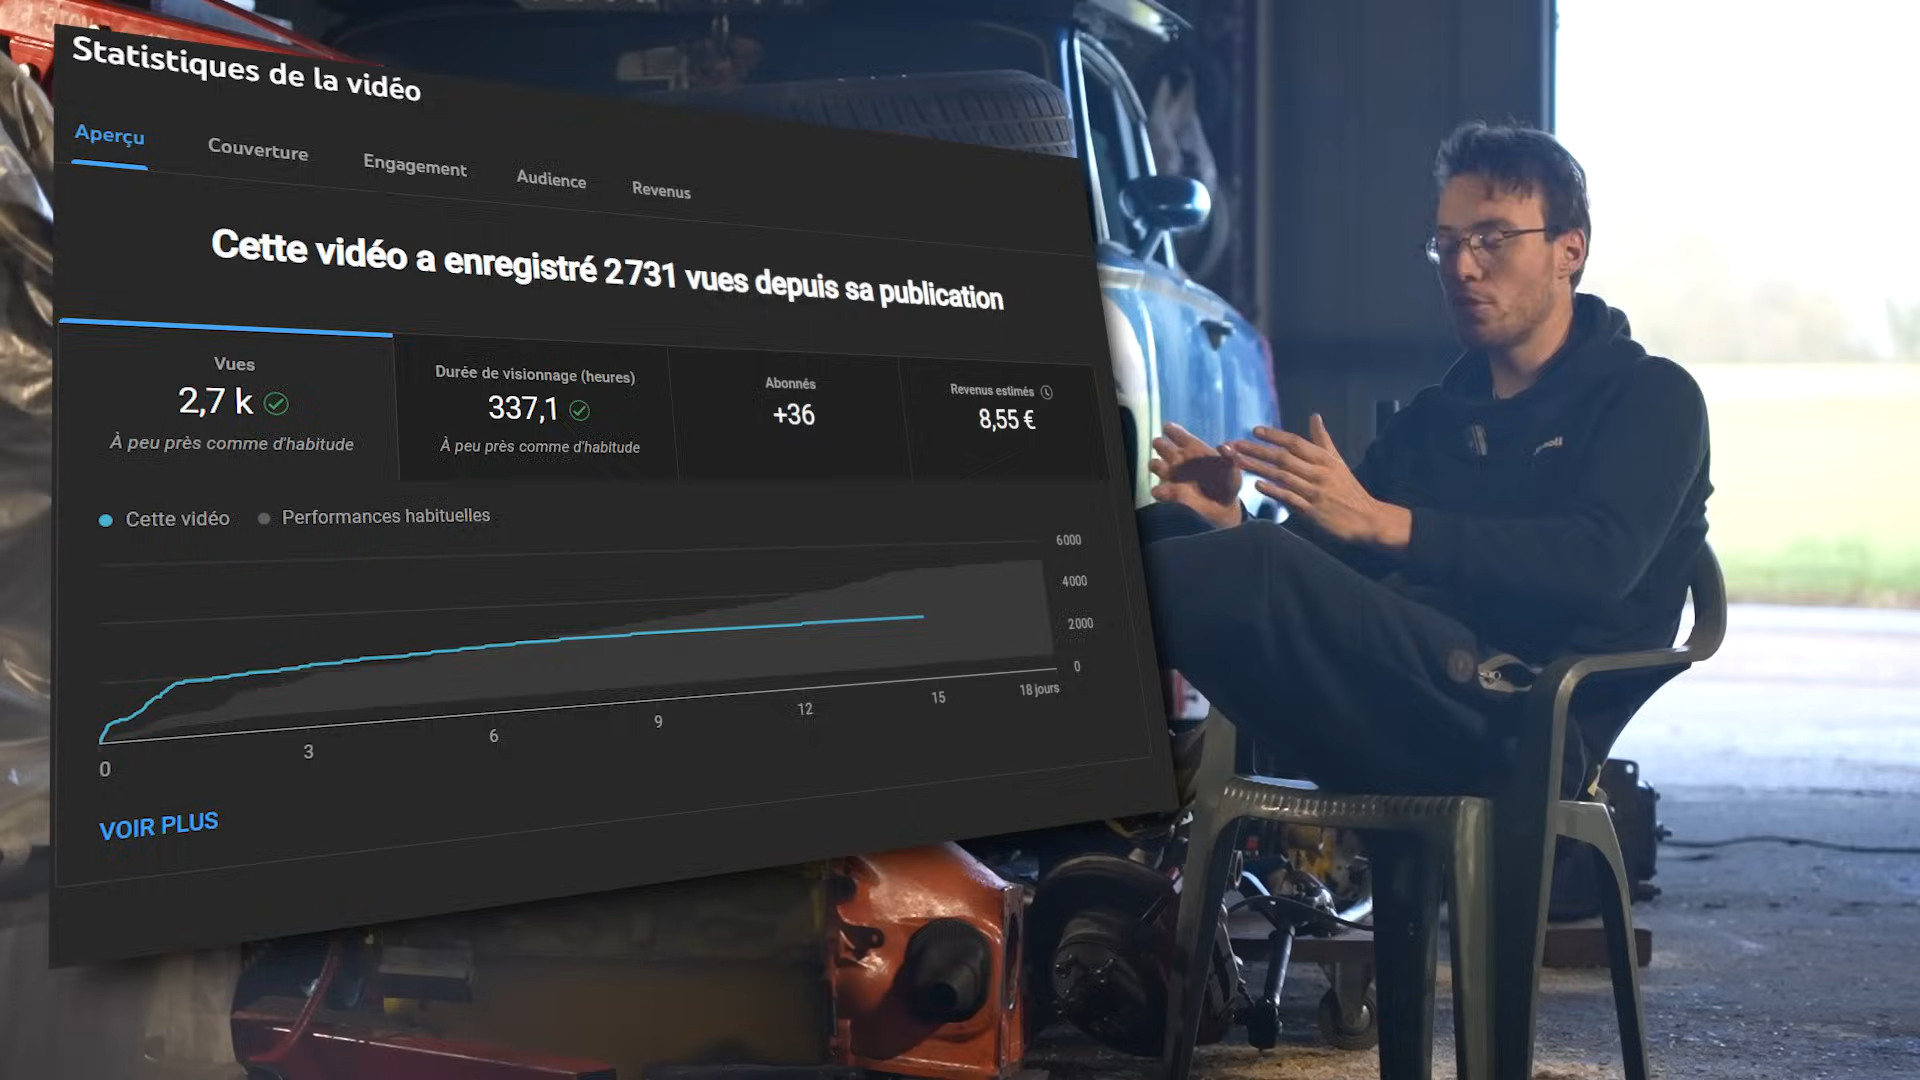 Statistiques de la vidéo
Aperçu
Couverture
Engagement
Audience
Revenus
Cette vidéo a enregistré 2 731 vues depuis sa publication
Vues
2,7 k
À peu près comme d'habitude
Durée de visionnage (heures)
337,1
À peu près comme d'habitude
Abonnés
+36
Revenus estimés
8,55 €
Cette vidéo
Performances habituelles
6000
4000
2000
0
0
3
6
9
12
15
18 jours
VOIR PLUS